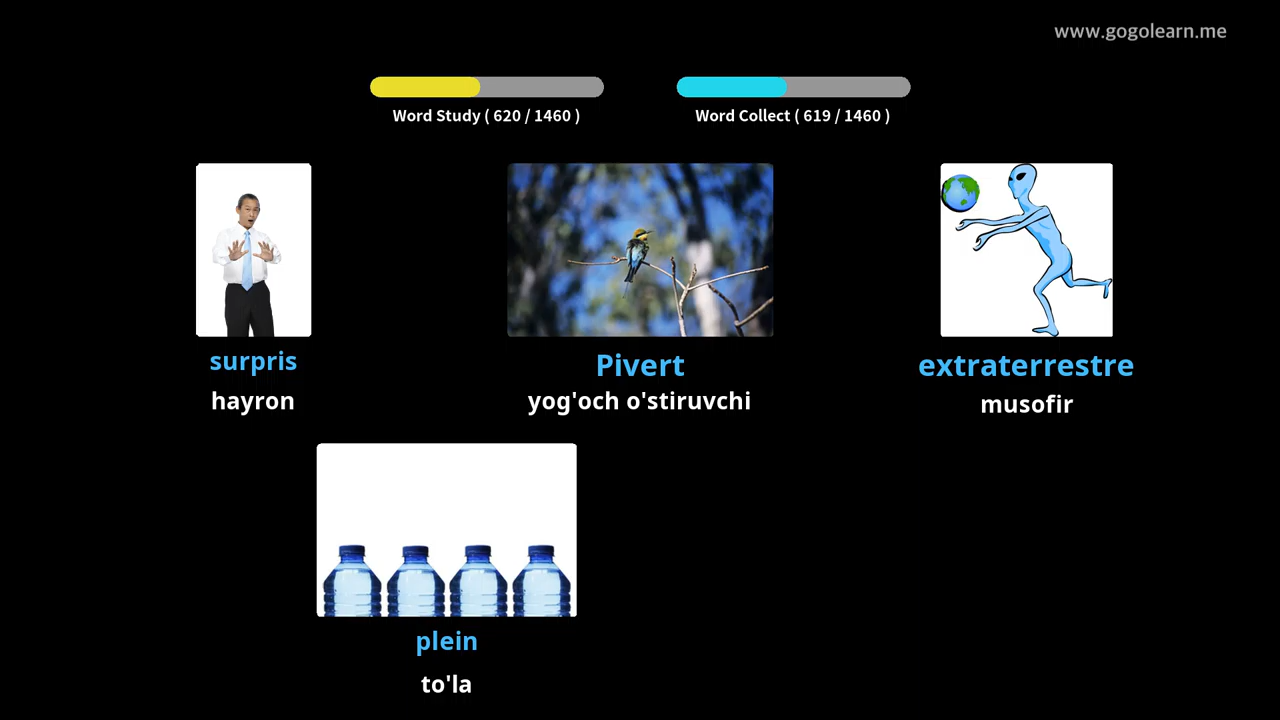 www.gogolearn.me
Word Study ( 620 / 1460 )
Word Collect ( 619 / 1460 )
surpris
hayron
Pivert
yog'och o'stiruvchi
extraterrestre
musofir
plein
to'la